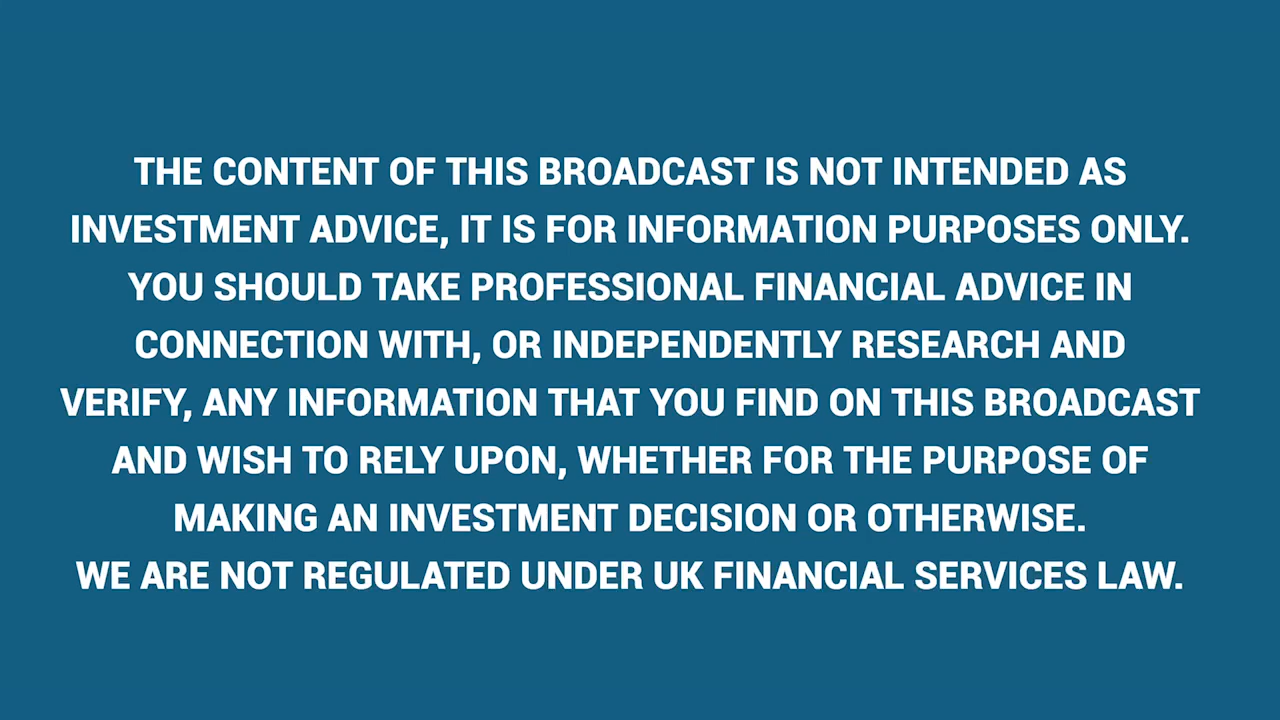 THE CONTENT OF THIS BROADCAST IS NOT INTENDED AS
INVESTMENT ADVICE, IT IS FOR INFORMATION PURPOSES ONLY.
YOU SHOULD TAKE PROFESSIONAL FINANCIAL ADVICE IN
CONNECTION WITH, OR INDEPENDENTLY RESEARCH AND
VERIFY, ANY INFORMATION THAT YOU FIND ON THIS BROADCAST
AND WISH TO RELY UPON, WHETHER FOR THE PURPOSE OF
MAKING AN INVESTMENT DECISION OR OTHERWISE.
WE ARE NOT REGULATED UNDER UK FINANCIAL SERVICES LAW.